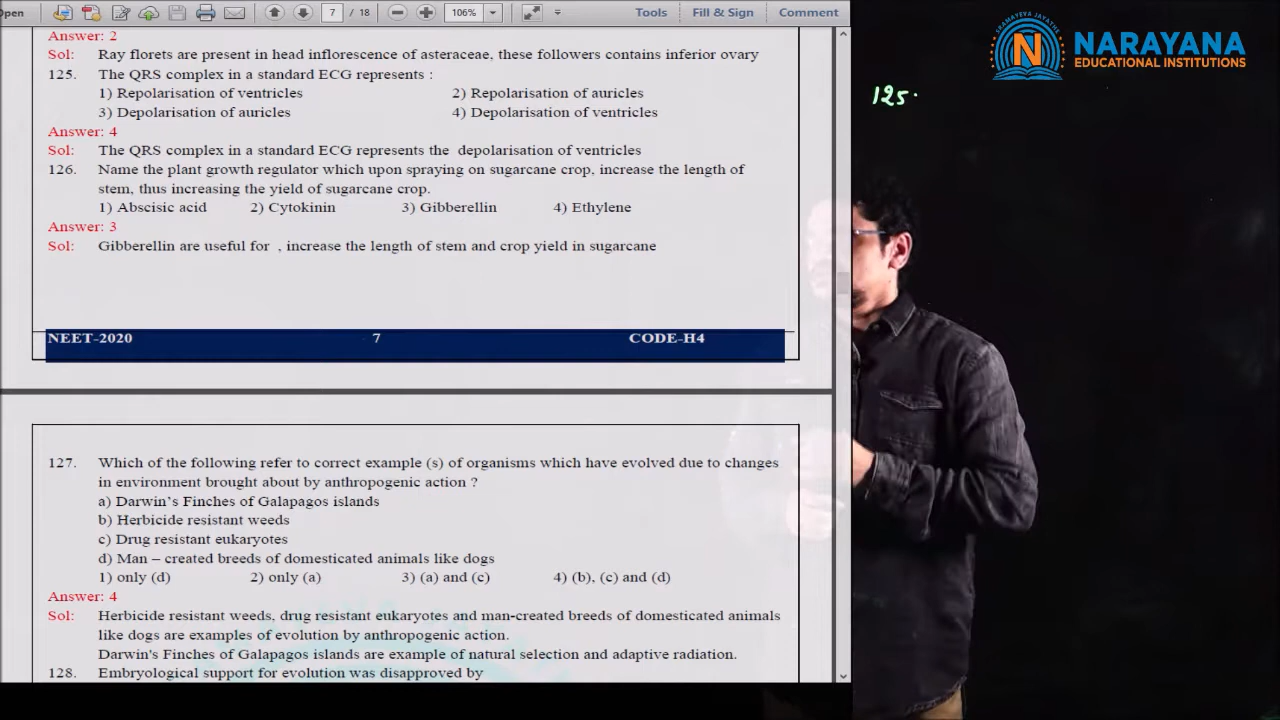 Open
7 / 18
106%
Tools
Fill & Sign
Comment
NARAYANA
EDUCATIONAL INSTITUTIONS
125.
Answer: 2
Sol: Ray florets are present in head inflorescence of asteraceae, these followers contains inferior ovary
125. The QRS complex in a standard ECG represents :
1) Repolarisation of ventricles 2) Repolarisation of auricles
3) Depolarisation of auricles 4) Depolarisation of ventricles
Answer: 4
Sol: The QRS complex in a standard ECG represents the depolarisation of ventricles
126. Name the plant growth regulator which upon spraying on sugarcane crop, increase the length of
stem, thus increasing the yield of sugarcane crop.
1) Abscisic acid 2) Cytokinin 3) Gibberellin 4) Ethylene
Answer: 3
Sol: Gibberellin are useful for , increase the length of stem and crop yield in sugarcane
NEET-2020 7 CODE-H4
127. Which of the following refer to correct example (s) of organisms which have evolved due to changes
in environment brought about by anthropogenic action ?
a) Darwin's Finches of Galapagos islands
b) Herbicide resistant weeds
c) Drug resistant eukaryotes
d) Man – created breeds of domesticated animals like dogs
1) only (d) 2) only (a) 3) (a) and (c) 4) (b), (c) and (d)
Answer: 4
Sol: Herbicide resistant weeds, drug resistant eukaryotes and man-created breeds of domesticated animals
like dogs are examples of evolution by anthropogenic action.
Darwin's Finches of Galapagos islands are example of natural selection and adaptive radiation.
128. Embryological support for evolution was disapproved by